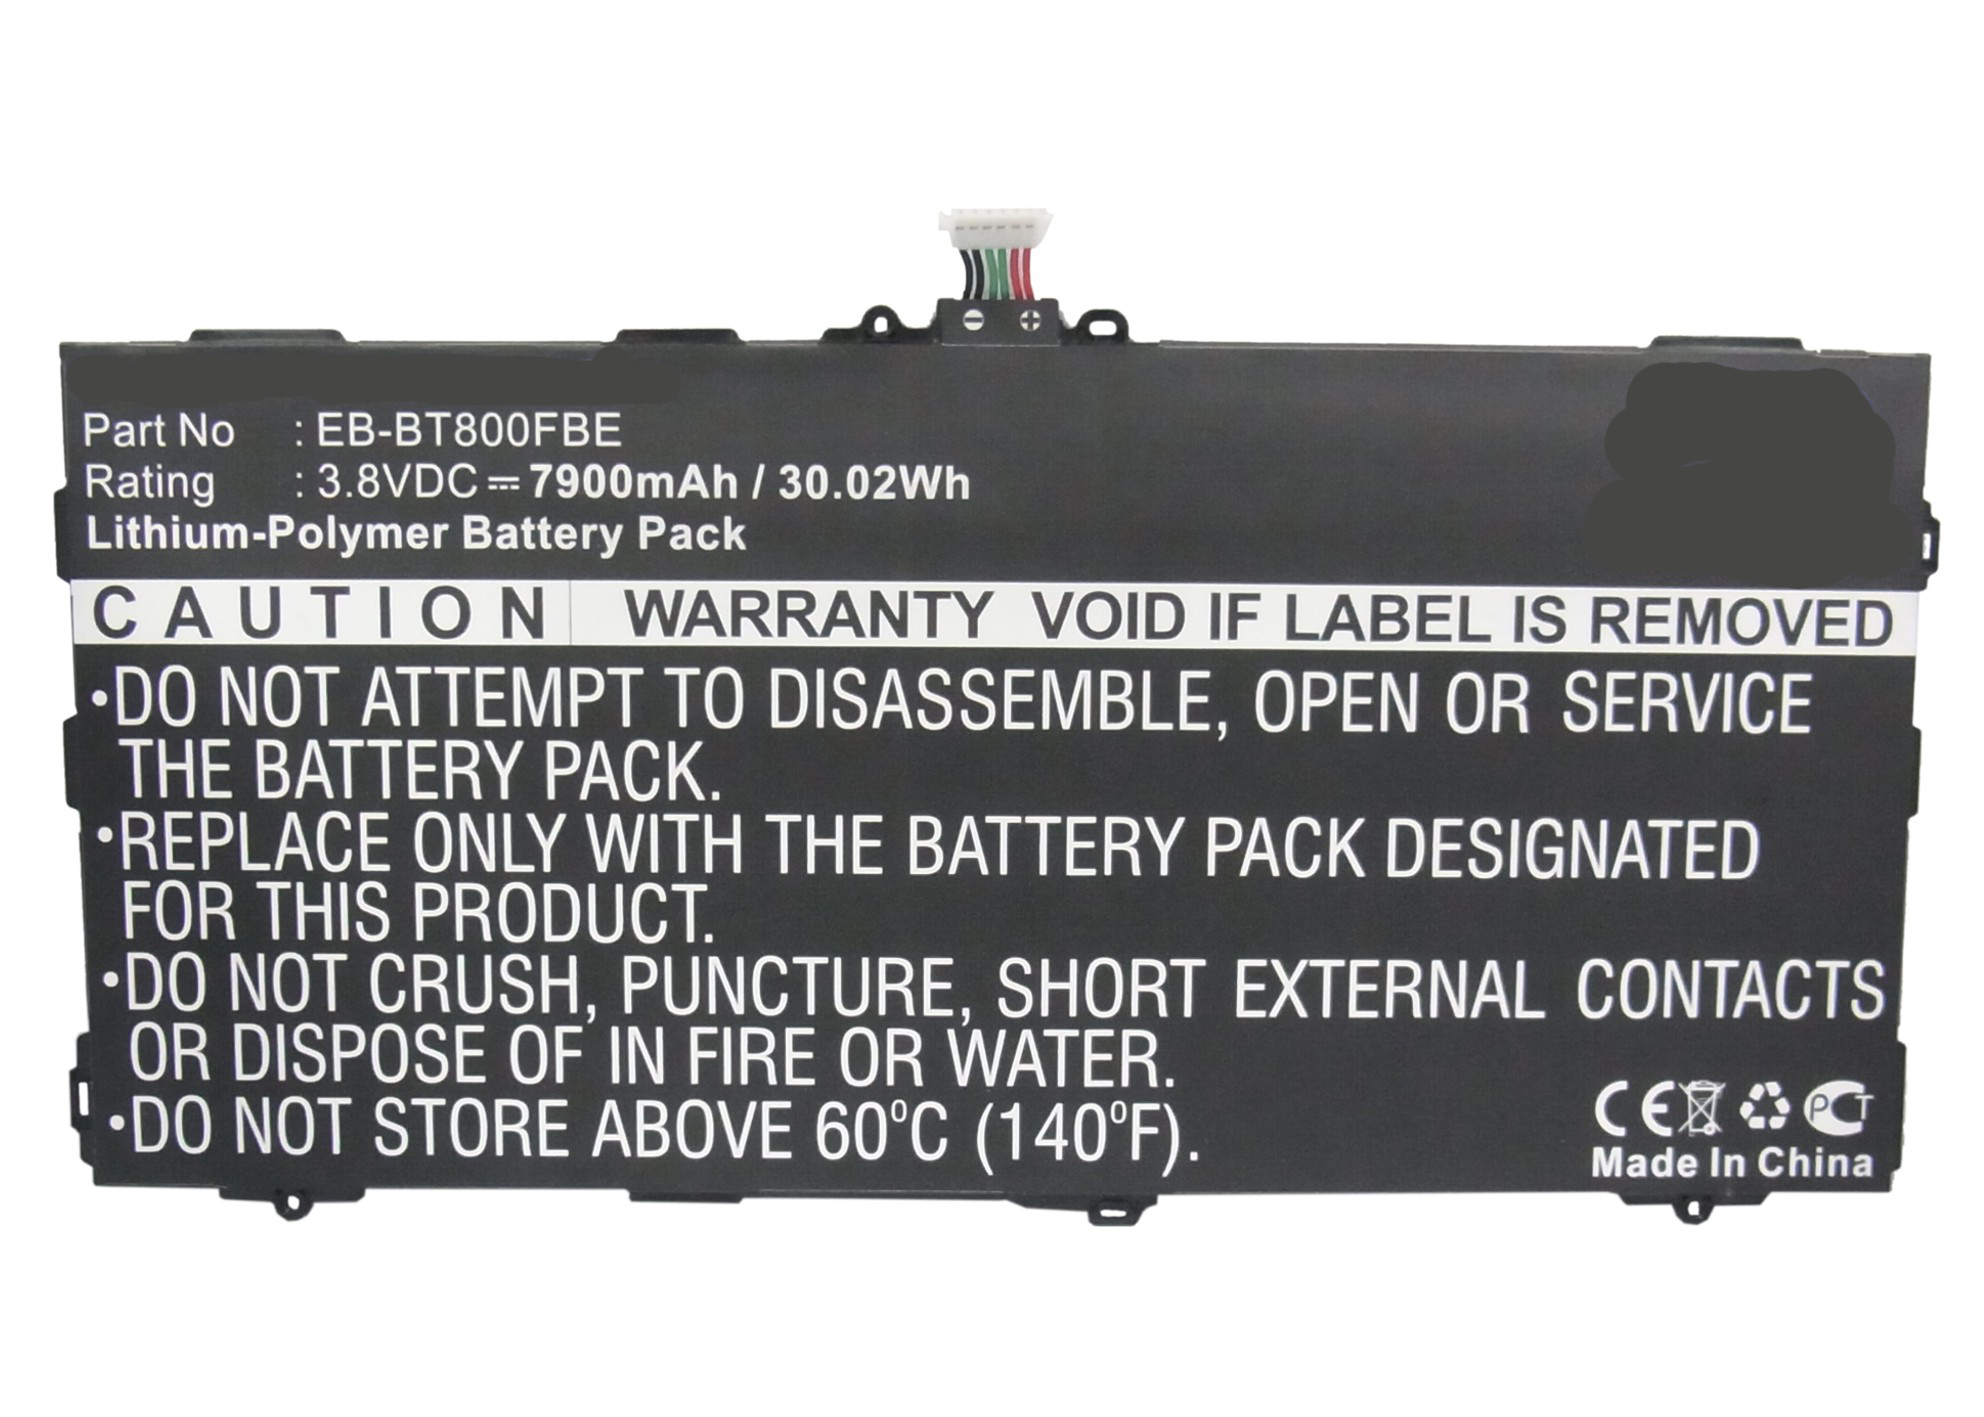 Part No : EB-BT800FBE
Rating : 3.8VDC ⎓ 7900mAh / 30.02Wh
Lithium-Polymer Battery Pack
CAUTION WARRANTY VOID IF LABEL IS REMOVED
•DO NOT ATTEMPT TO DISASSEMBLE, OPEN OR SERVICE
THE BATTERY PACK.
•REPLACE ONLY WITH THE BATTERY PACK DESIGNATED
FOR THIS PRODUCT.
•DO NOT CRUSH, PUNCTURE, SHORT EXTERNAL CONTACTS
OR DISPOSE OF IN FIRE OR WATER.
•DO NOT STORE ABOVE 60°C (140°F).
CE PCT
Made In China